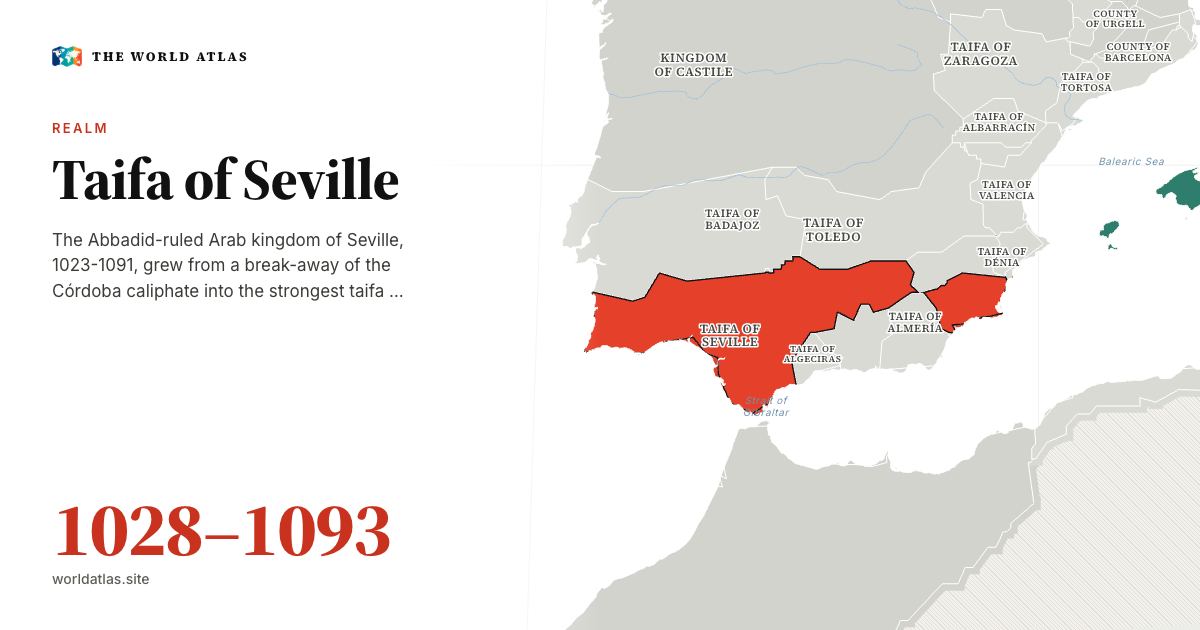 THE WORLD ATLAS
REALM
Taifa of Seville
The Abbadid-ruled Arab kingdom of Seville,
1023-1091, grew from a break-away of the
Córdoba caliphate into the strongest taifa ...
1028–1093
worldatlas.site
KINGDOM
OF CASTILE
TAIFA OF
ZARAGOZA
COUNTY
OF URGELL
COUNTY OF
BARCELONA
TAIFA OF
TORTOSA
TAIFA OF
ALBARRACÍN
Balearic Sea
TAIFA OF
VALENCIA
TAIFA OF
BADAJOZ
TAIFA OF
TOLEDO
TAIFA OF
DÉNIA
TAIFA OF
SEVILLE
TAIFA OF
ALMERÍA
TAIFA OF
ALGECIRAS
Strait of
Gibraltar